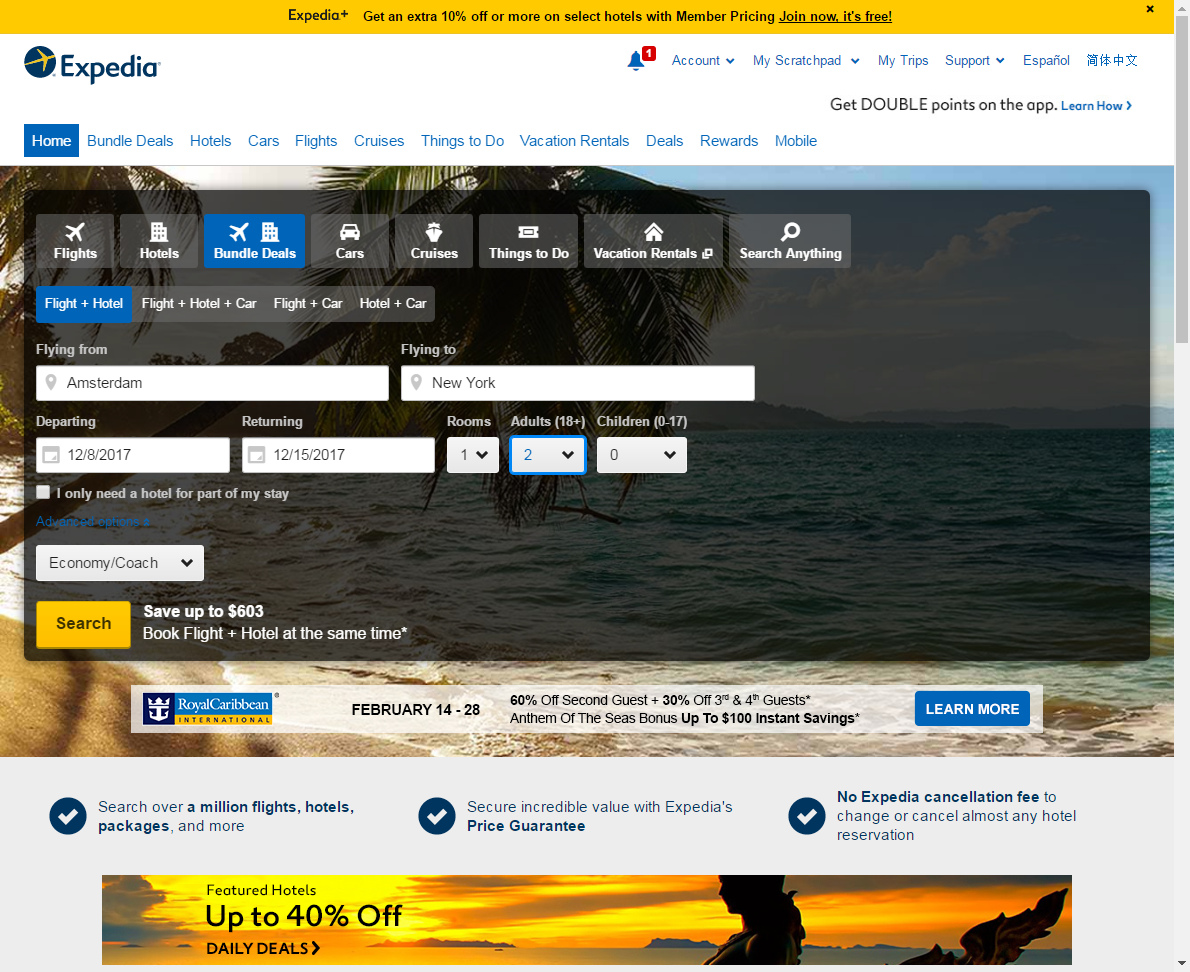 Expedia+ Get an extra 10% off or more on select hotels with Member Pricing Join now, it's free!
Expedia
1 Account My Scratchpad My Trips Support Español 简体中文
Get DOUBLE points on the app. Learn How
Home Bundle Deals Hotels Cars Flights Cruises Things to Do Vacation Rentals Deals Rewards Mobile
Flights Hotels Bundle Deals Cars Cruises Things to Do Vacation Rentals Search Anything
Flight + Hotel Flight + Hotel + Car Flight + Car Hotel + Car
Flying from Flying to
Amsterdam New York
Departing Returning Rooms Adults (18+) Children (0-17)
12/8/2017 12/15/2017 1 2 0
I only need a hotel for part of my stay
Advanced options
Economy/Coach
Search
Save up to $603
Book Flight + Hotel at the same time*
RoyalCaribbean®
INTERNATIONAL
FEBRUARY 14 - 28
60% Off Second Guest + 30% Off 3rd & 4th Guests*
Anthem Of The Seas Bonus Up To $100 Instant Savings*
LEARN MORE
Search over a million flights, hotels,
packages, and more
Secure incredible value with Expedia's
Price Guarantee
No Expedia cancellation fee to
change or cancel almost any hotel
reservation
Featured Hotels
Up to 40% Off
DAILY DEALS